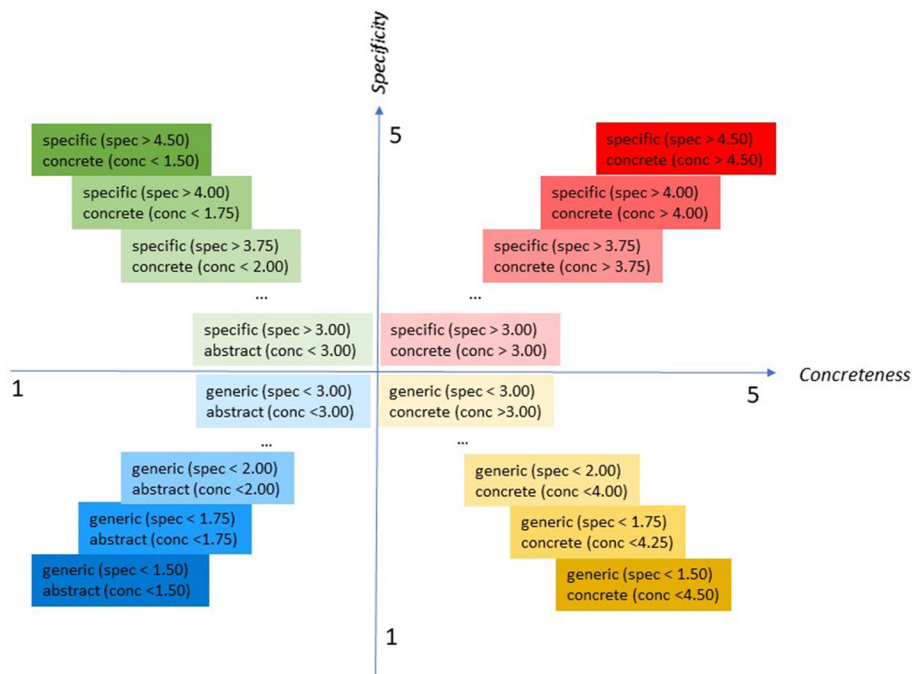 Specificity
5
specific (spec > 4.50)
concrete (conc < 1.50)
specific (spec > 4.50)
concrete (conc > 4.50)
specific (spec > 4.00)
concrete (conc < 1.75)
specific (spec > 4.00)
concrete (conc > 4.00)
specific (spec > 3.75)
concrete (conc < 2.00)
specific (spec > 3.75)
concrete (conc > 3.75)
...
...
specific (spec > 3.00)
abstract (conc < 3.00)
specific (spec > 3.00)
concrete (conc > 3.00)
1
5
Concreteness
generic (spec < 3.00)
abstract (conc <3.00)
generic (spec < 3.00)
concrete (conc >3.00)
...
...
generic (spec < 2.00)
abstract (conc <2.00)
generic (spec < 2.00)
concrete (conc <4.00)
generic (spec < 1.75)
abstract (conc <1.75)
generic (spec < 1.75)
concrete (conc <4.25)
generic (spec < 1.50)
abstract (conc <1.50)
generic (spec < 1.50)
concrete (conc <4.50)
1